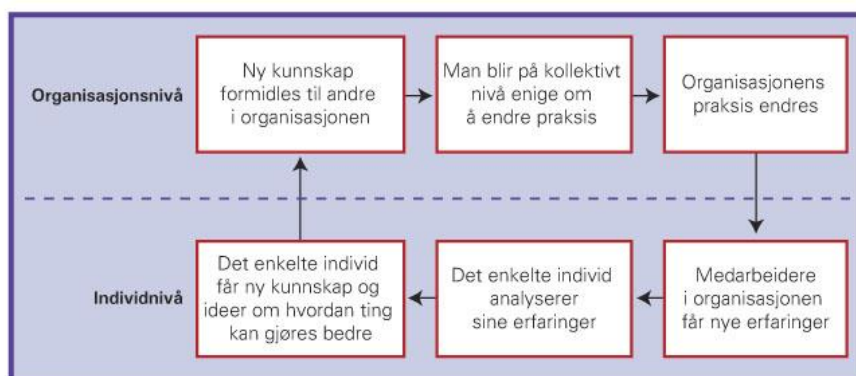 Organisasjonsnivå
Ny kunnskap
formidles til andre
i organisasjonen
Man blir på kollektivt
nivå enige om
å endre praksis
Organisasjonens
praksis endres
Individnivå
Det enkelte individ
får ny kunnskap og
ideer om hvordan ting
kan gjøres bedre
Det enkelte individ
analyserer
sine erfaringer
Medarbeidere
i organisasjonen
får nye erfaringer